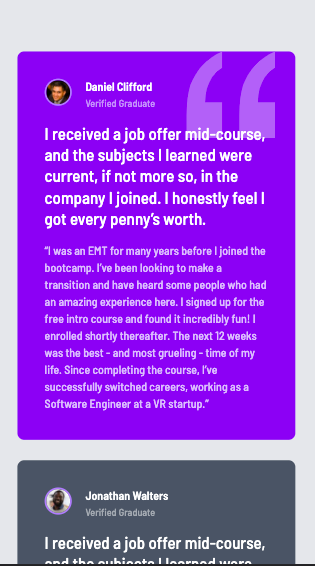 Daniel Clifford
Verified Graduate
I received a job offer mid-course,
and the subjects I learned were
current, if not more so, in the
company I joined. I honestly feel I
got every penny’s worth.
“I was an EMT for many years before I joined the
bootcamp. I’ve been looking to make a
transition and have heard some people who had
an amazing experience here. I signed up for the
free intro course and found it incredibly fun! I
enrolled shortly thereafter. The next 12 weeks
was the best - and most grueling - time of my
life. Since completing the course, I’ve
successfully switched careers, working as a
Software Engineer at a VR startup.”
Jonathan Walters
Verified Graduate
I received a job offer mid-course,
and the subjects I learned were